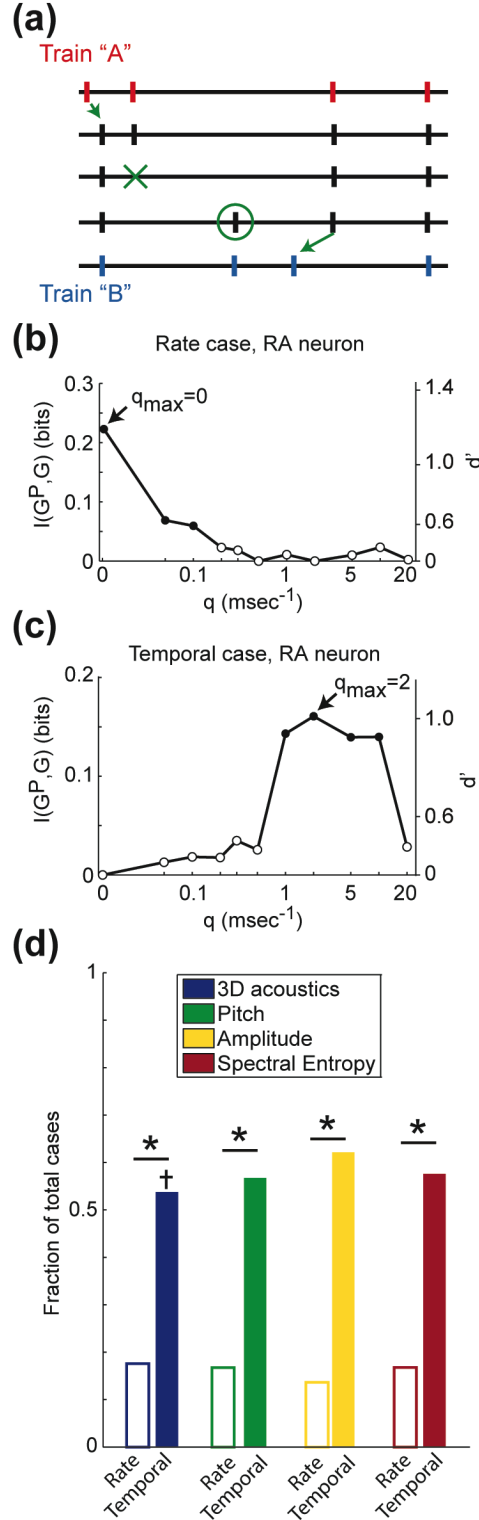 (a)
Train "A"
Train "B"
(b)
Rate case, RA neuron
0.3
0.2
0.1
0
I(Gᴾ,G) (bits)
qmax=0
1.4
1.0
0.6
0
d'
0 0.1 1 5 20
q (msec⁻¹)
(c)
Temporal case, RA neuron
0.2
0.1
0
I(Gᴾ,G) (bits)
qmax=2
1.0
0.6
0
d'
0 0.1 1 5 20
q (msec⁻¹)
(d)
1
0.5
0
Fraction of total cases
3D acoustics
Pitch
Amplitude
Spectral Entropy
* * * *
†
Rate Temporal Rate Temporal Rate Temporal Rate Temporal